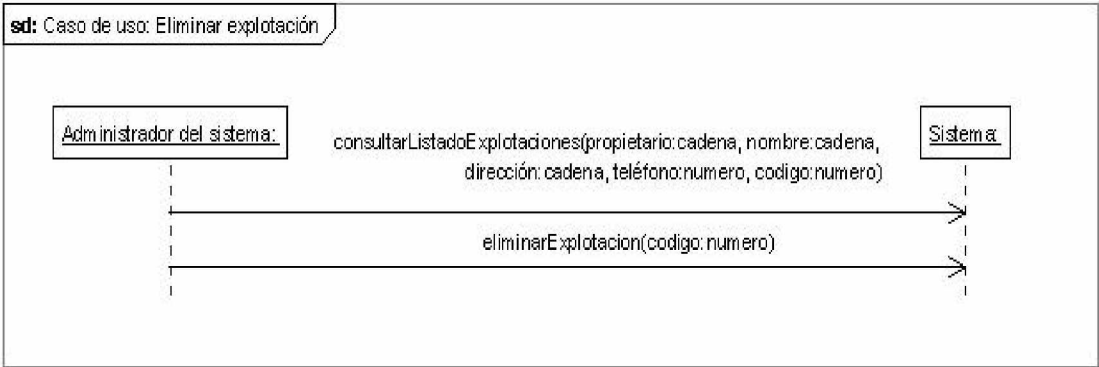 sd: Caso de uso: Eliminar explotación
Administrador del sistema:
Sistema:
consultarListadoExplotaciones(propietario:cadena, nombre:cadena,
dirección:cadena, teléfono:numero, codigo:numero)
eliminarExplotacion(codigo:numero)